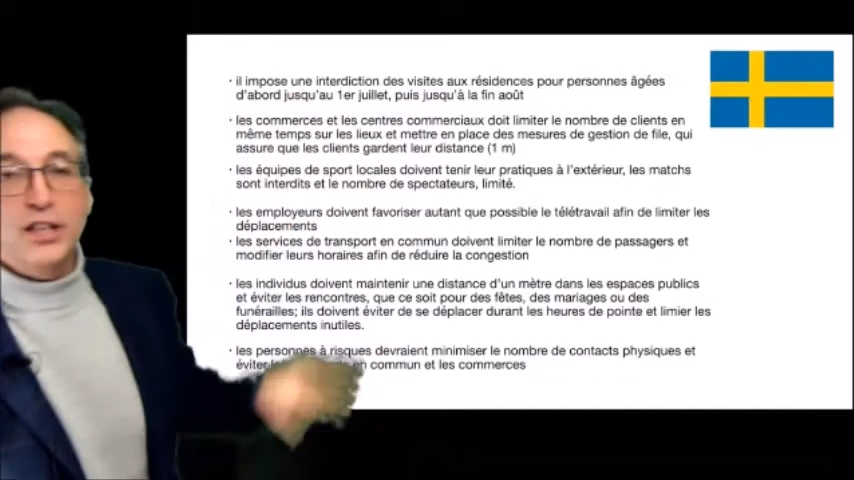 · il impose une interdiction des visites aux résidences pour personnes âgées
d'abord jusqu'au 1er juillet, puis jusqu'à la fin août
· les commerces et les centres commerciaux doit limiter le nombre de clients en
même temps sur les lieux et mettre en place des mesures de gestion de file, qui
assure que les clients gardent leur distance (1 m)
· les équipes de sport locales doivent tenir leur pratiques à l'extérieur, les matchs
sont interdits et le nombre de spectateurs, limité.
· les employeurs doivent favoriser autant que possible le télétravail afin de limiter les
déplacements
· les services de transport en commun doivent limiter le nombre de passagers et
modifier leurs horaires afin de réduire la congestion
· les individus doivent maintenir une distance d'un mètre dans les espaces publics
et éviter les rencontres, que ce soit pour des fêtes, des mariages ou des
funérailles; ils doivent éviter de se déplacer durant les heures de pointe et limier les
déplacements inutiles.
· les personnes à risques devraient minimiser le nombre de contacts physiques et
éviter en commun et les commerces